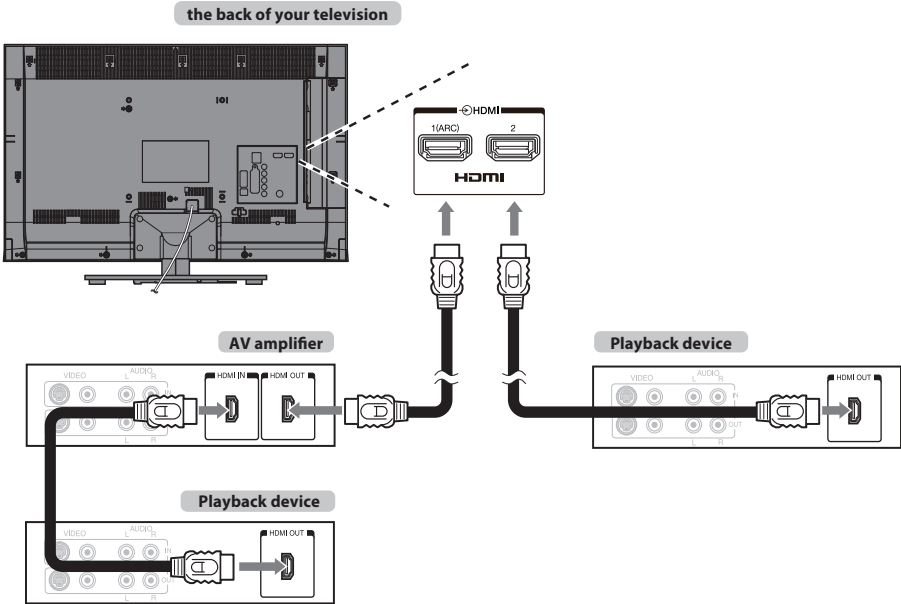 the back of your television
HDMI
1(ARC) 2
HDMI
AV amplifier
Playback device
VIDEO L AUDIO R IN HDMI IN HDMI OUT
L R
VIDEO L AUDIO R HDMI OUT
IN
OUT
L R
Playback device
VIDEO L AUDIO R HDMI OUT
IN
OUT
L R